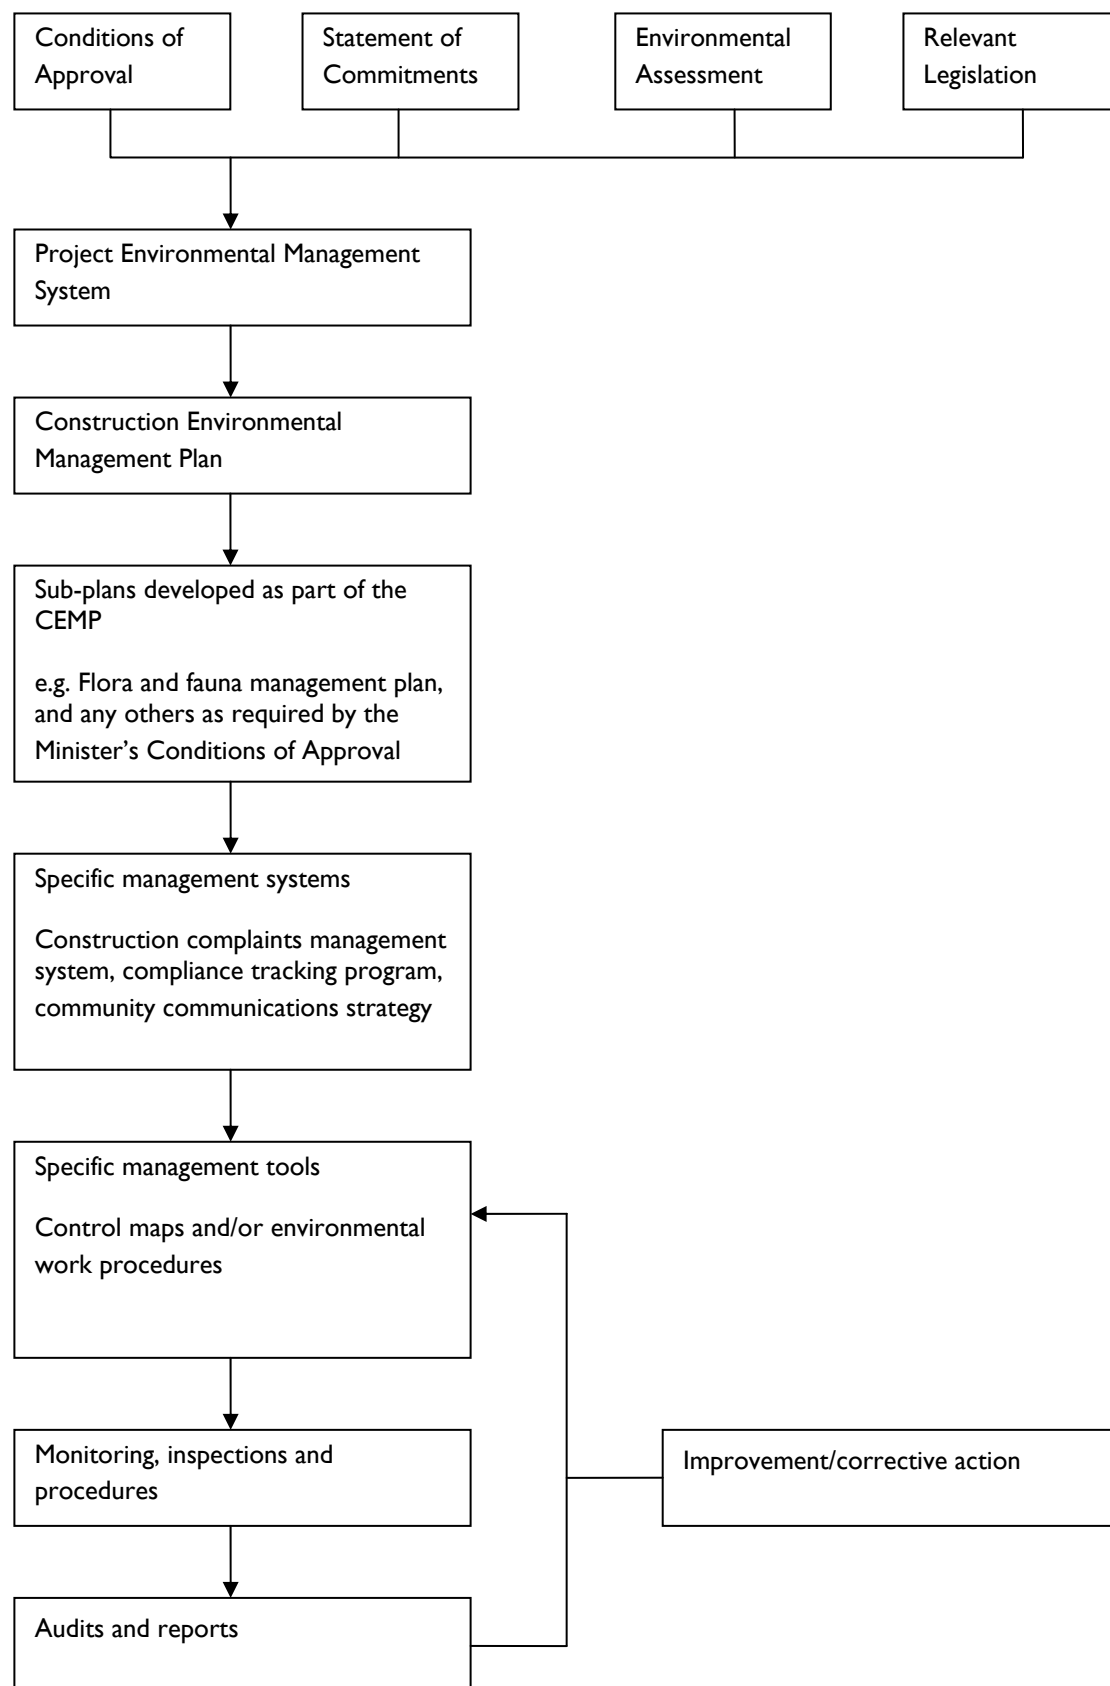 Conditions of
Approval
Statement of
Commitments
Environmental
Assessment
Relevant
Legislation
Project Environmental Management
System
Construction Environmental
Management Plan
Sub-plans developed as part of the
CEMP
e.g. Flora and fauna management plan,
and any others as required by the
Minister’s Conditions of Approval
Specific management systems
Construction complaints management
system, compliance tracking program,
community communications strategy
Specific management tools
Control maps and/or environmental
work procedures
Monitoring, inspections and
procedures
Improvement/corrective action
Audits and reports